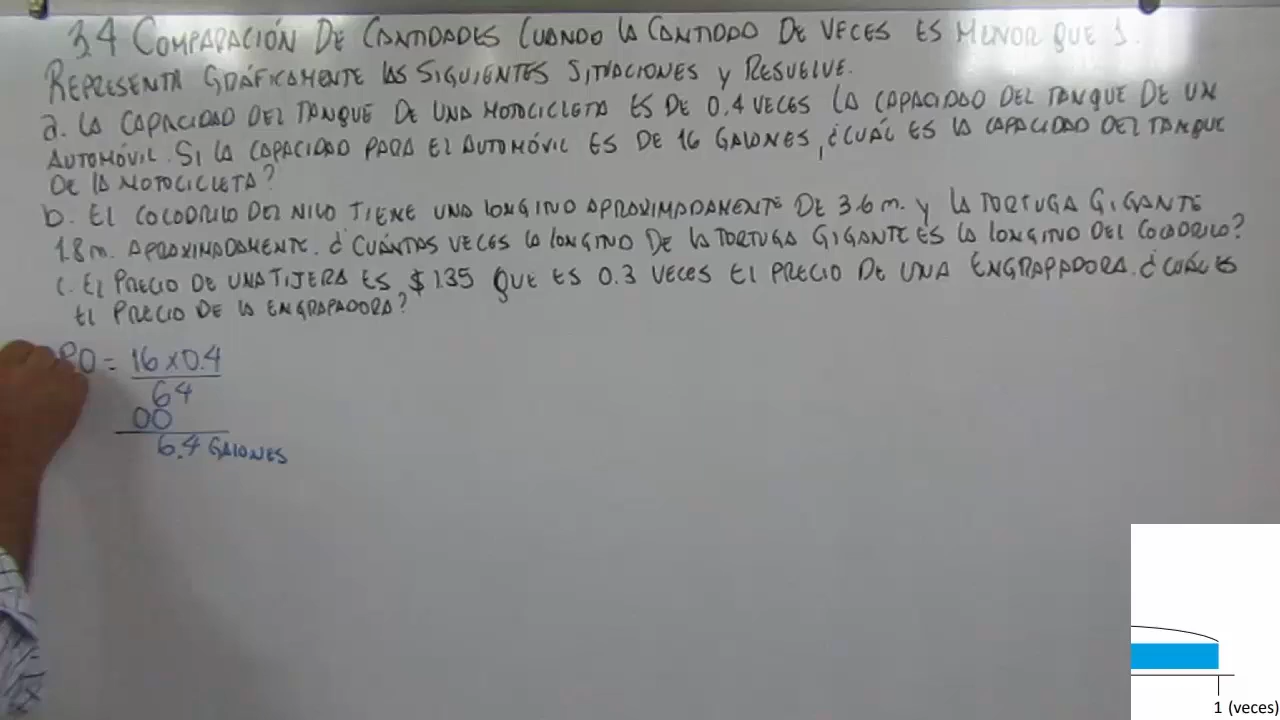 3.4 COMPARACIÓN DE CANTIDADES CUANDO LA CANTIDAD DE VECES ES MENOR QUE 1.
REPRESENTA GRÁFICAMENTE LAS SIGUIENTES SITUACIONES Y RESUELVE.
a. LA CAPACIDAD DEL TANQUE DE UNA MOTOCICLETA ES DE 0.4 VECES LA CAPACIDAD DEL TANQUE DE UN
AUTOMÓVIL. SI LA CAPACIDAD PARA EL AUTOMÓVIL ES DE 16 GALONES, ¿CUÁL ES LA CAPACIDAD DEL TANQUE
DE LA MOTOCICLETA?
b. EL COCODRILO DEL NILO TIENE UNA LONGITUD APROXIMADAMENTE DE 3.6 m. Y LA TORTUGA GIGANTE
1.8 m. APROXIMADAMENTE. ¿CUÁNTAS VECES LA LONGITUD DE LA TORTUGA GIGANTE ES LA LONGITUD DEL COCODRILO?
c. EL PRECIO DE UNA TIJERA ES $1.35 QUE ES 0.3 VECES EL PRECIO DE UNA ENGRAPADORA. ¿CUÁL ES
EL PRECIO DE LA ENGRAPADORA?
PO = 16 x 0.4
64
00
6.4 GALONES
1 (veces)